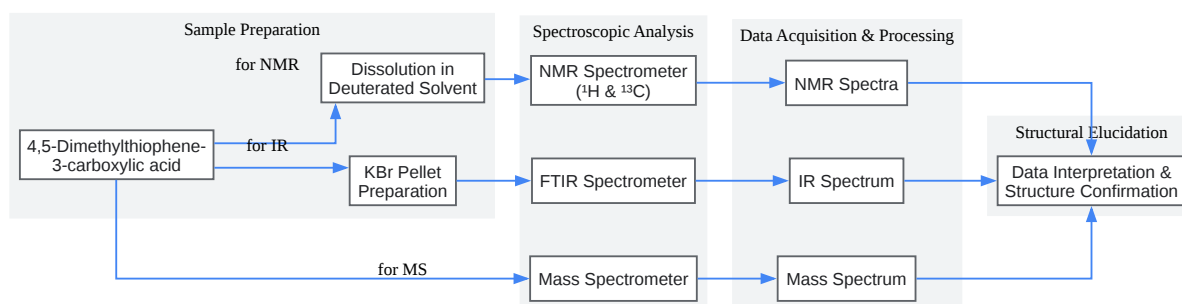 Sample Preparation
Spectroscopic Analysis
Data Acquisition & Processing
for NMR
Dissolution in
Deuterated Solvent
NMR Spectrometer
(¹H & ¹³C)
NMR Spectra
4,5-Dimethylthiophene-
3-carboxylic acid
for IR
KBr Pellet
Preparation
FTIR Spectrometer
IR Spectrum
Structural Elucidation
Data Interpretation &
Structure Confirmation
for MS
Mass Spectrometer
Mass Spectrum